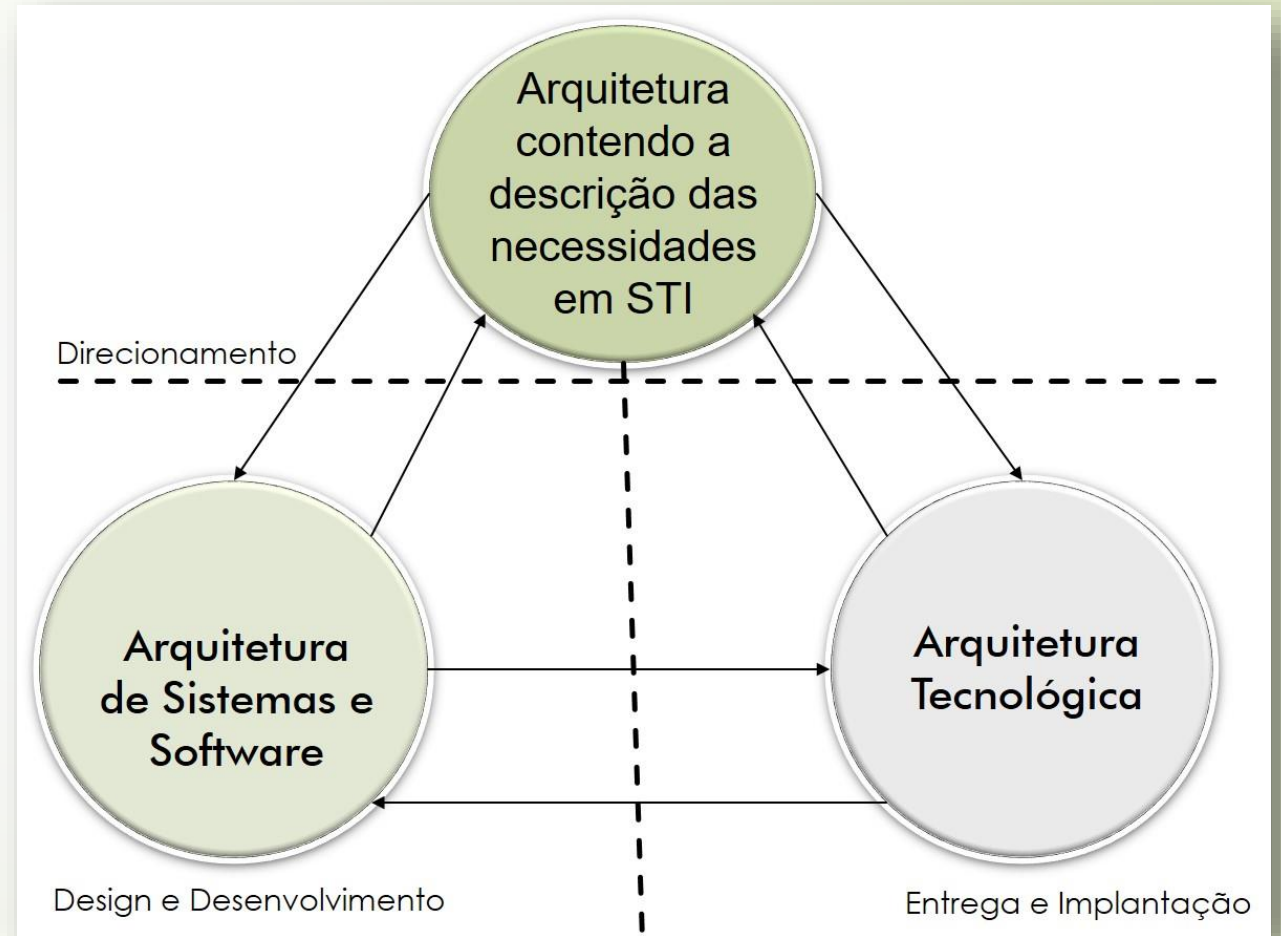 Arquitetura
contendo a
descrição das
necessidades
em STI
Direcionamento
Arquitetura
de Sistemas e
Software
Arquitetura
Tecnológica
Design e Desenvolvimento
Entrega e Implantação